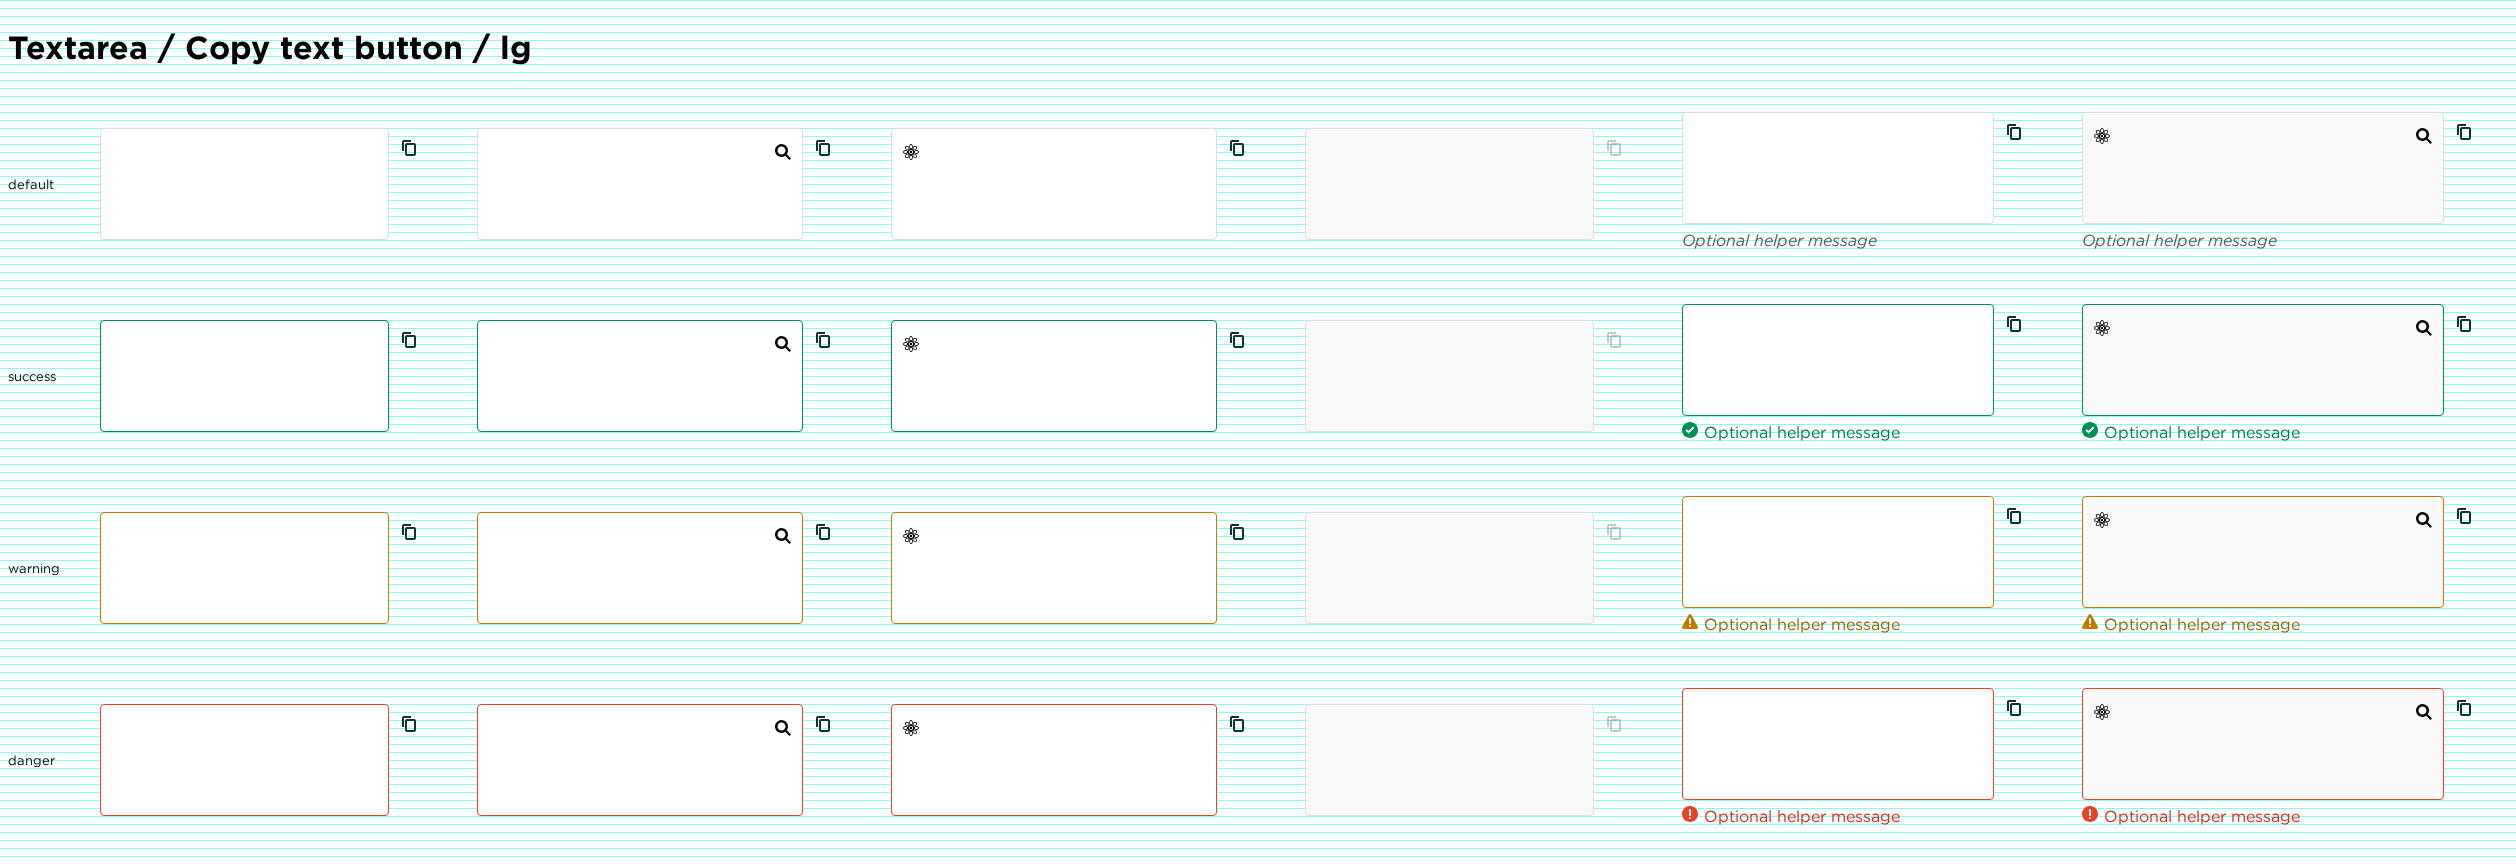 Textarea / Copy text button / lg
default
Optional helper message
Optional helper message
success
Optional helper message
Optional helper message
warning
Optional helper message
Optional helper message
danger
Optional helper message
Optional helper message